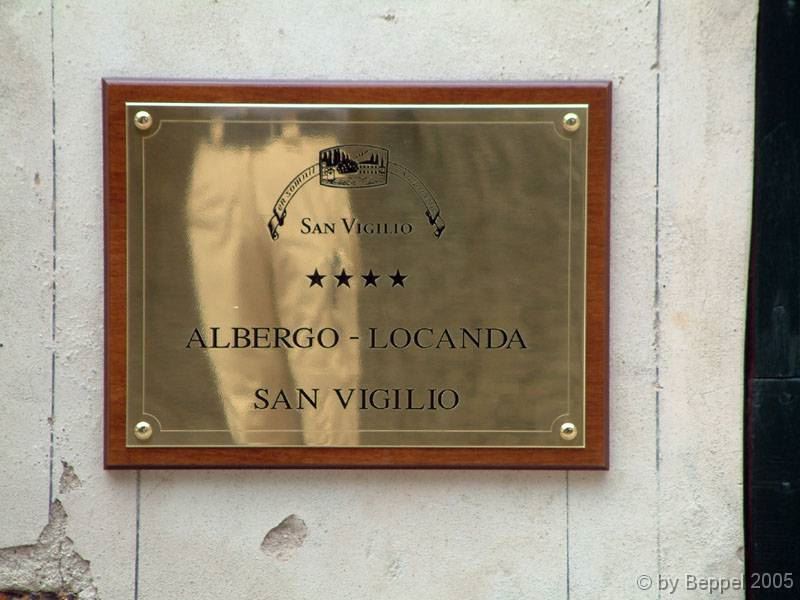 SAN VIGILIO
ALBERGO - LOCANDA
SAN VIGILIO
© by Beppel 2005